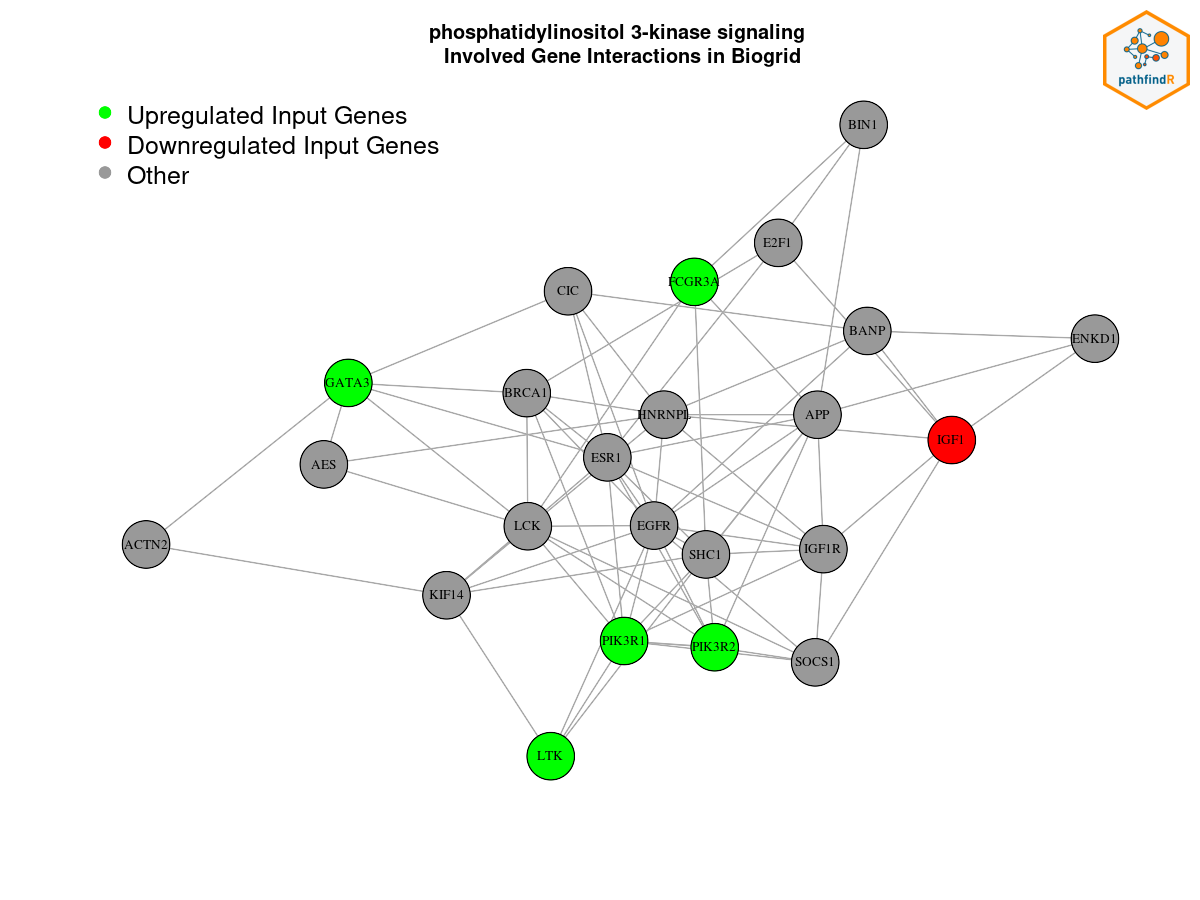 phosphatidylinositol 3-kinase signaling
Involved Gene Interactions in Biogrid
pathfindR
Upregulated Input Genes
Downregulated Input Genes
Other
BIN1
E2F1
FCGR3A
CIC
BANP
ENKD1
GATA3
BRCA1
HNRNPL
APP
IGF1
AES
ESR1
LCK
EGFR
ACTN2
SHC1
IGF1R
KIF14
PIK3R1
PIK3R2
SOCS1
LTK